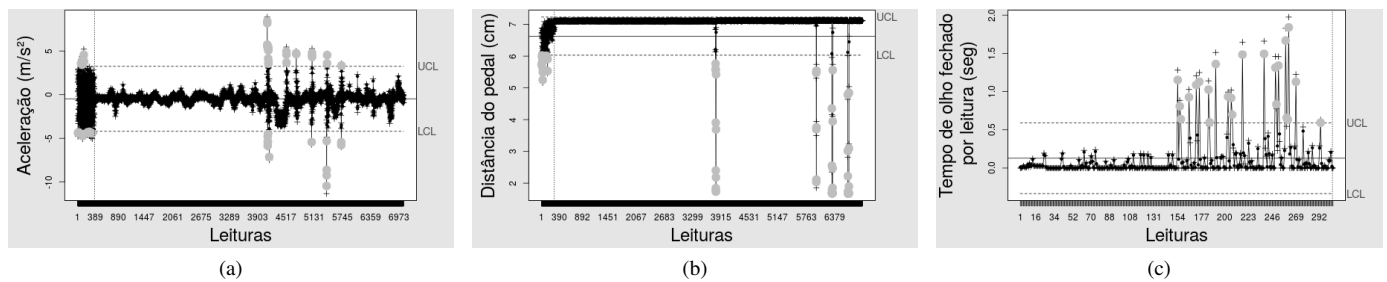 Aceleração (m/s²)
5
0
-5
-10
UCL
LCL
1 389 890 1447 2061 2675 3289 3903 4517 5131 5745 6359 6973
Leituras
(a)
Distância do pedal (cm)
7
6
5
4
3
2
UCL
LCL
1 390 892 1451 2067 2683 3299 3915 4531 5147 5763 6379
Leituras
(b)
Tempo de olho fechado
por leitura (seg)
2.0
1.5
1.0
0.5
0.0
UCL
LCL
1 16 34 52 70 88 108 131 154 177 200 223 246 269 292
Leituras
(c)